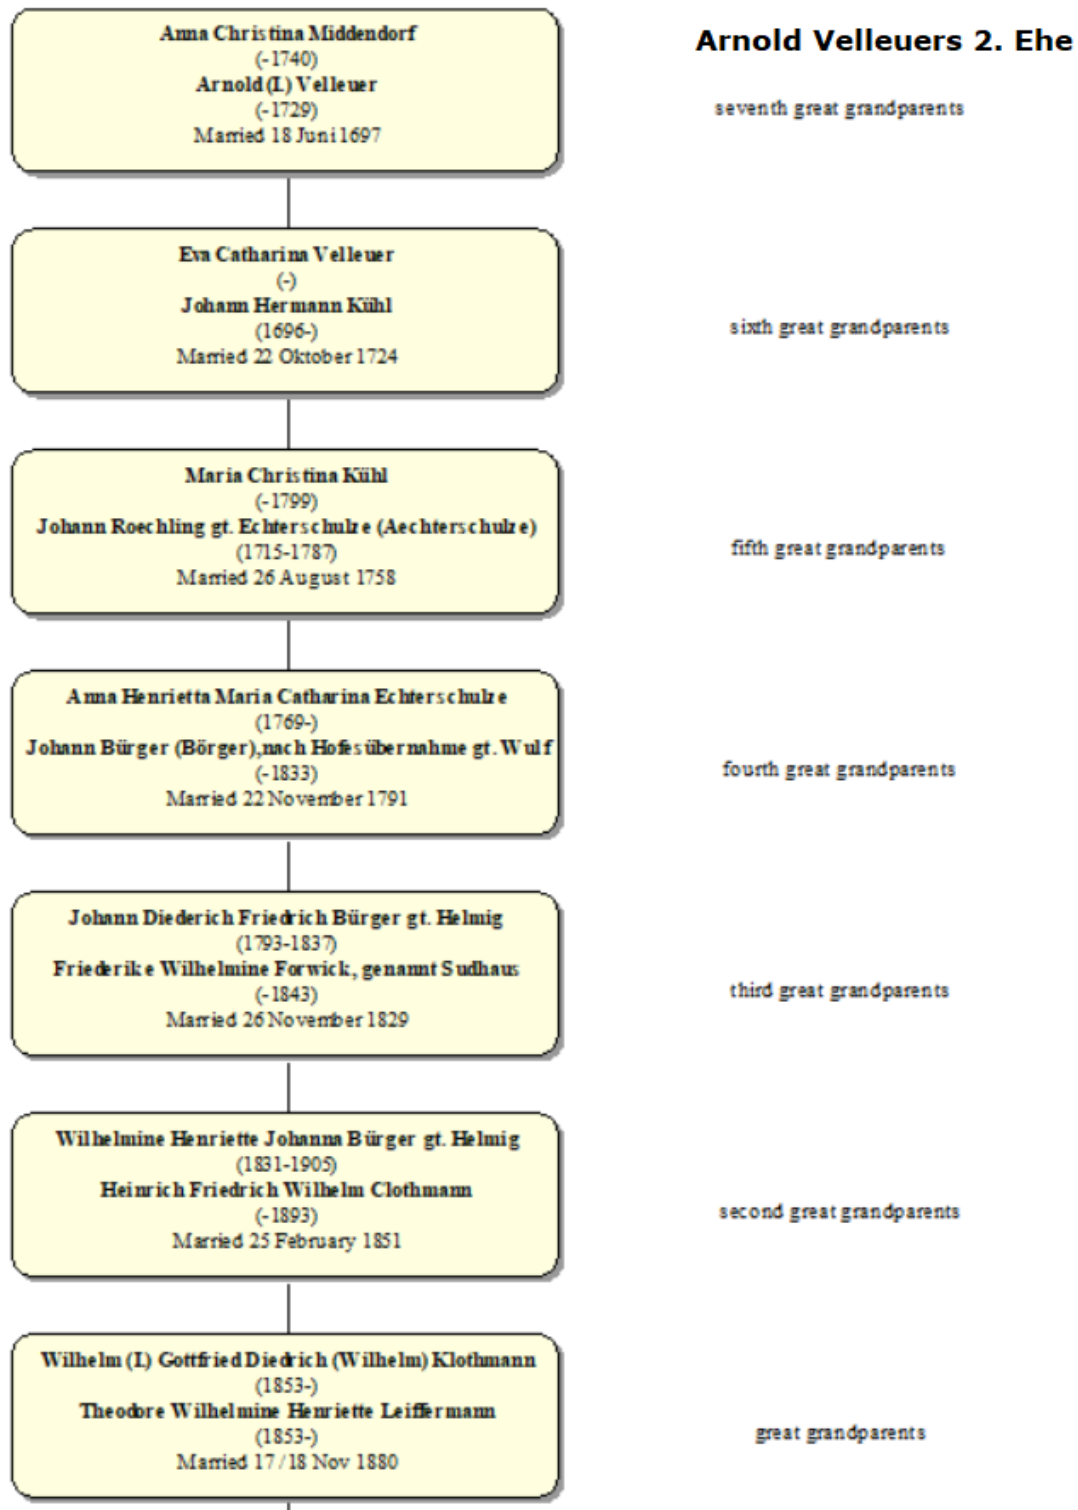 Arnold Velleuers 2. Ehe
Anna Christina Middendorf
(-1740)
Arnold (I.) Velleuer
(-1729)
Married 18 Juni 1697
seventh great grandparents
Eva Catharina Velleuer
(-)
Johann Hermann Kühl
(1696-)
Married 22 Oktober 1724
sixth great grandparents
Maria Christina Kühl
(-1799)
Johann Roechling gt. Echterschulze (Aechterschulze)
(1715-1787)
Married 26 August 1758
fifth great grandparents
Anna Henrietta Maria Catharina Echterschulze
(1769-)
Johann Bürger (Börger),nach Hofesübernahme gt. Wulf
(-1833)
Married 22 November 1791
fourth great grandparents
Johann Diederich Friedrich Bürger gt. Helmig
(1793-1837)
Friederike Wilhelmine Forwick, genannt Sudhaus
(-1843)
Married 26 November 1829
third great grandparents
Wilhelmine Henriette Johanna Bürger gt. Helmig
(1831-1905)
Heinrich Friedrich Wilhelm Clothmann
(-1893)
Married 25 February 1851
second great grandparents
Wilhelm (I.) Gottfried Diedrich (Wilhelm) Klothmann
(1853-)
Theodore Wilhelmine Henriette Leiffermann
(1853-)
Married 17 / 18 Nov 1880
great grandparents